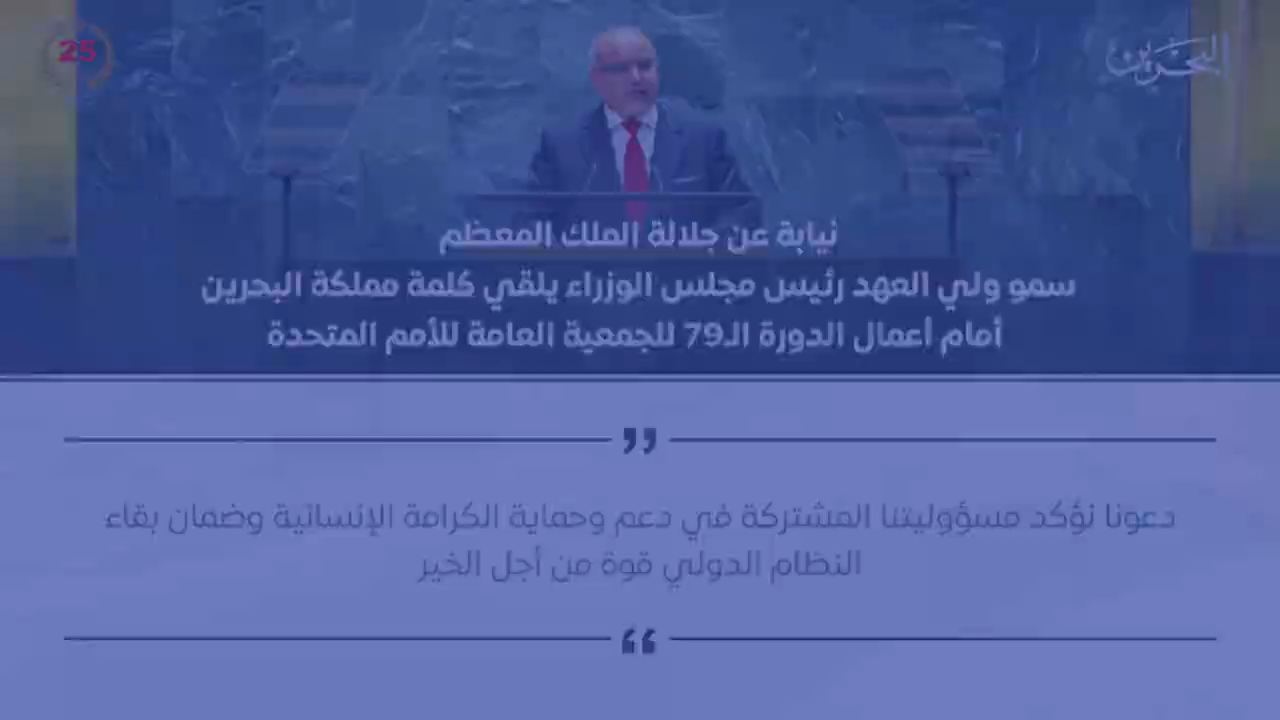 25
البحرين
نيابة عن جلالة الملك المعظم
سمو ولي العهد رئيس مجلس الوزراء يلقي كلمة مملكة البحرين
أمام أعمال الدورة الـ79 للجمعية العامة للأمم المتحدة
دعونا نؤكد مسؤوليتنا المشتركة في دعم وحماية الكرامة الإنسانية وضمان بقاء
النظام الدولي قوة من أجل الخير